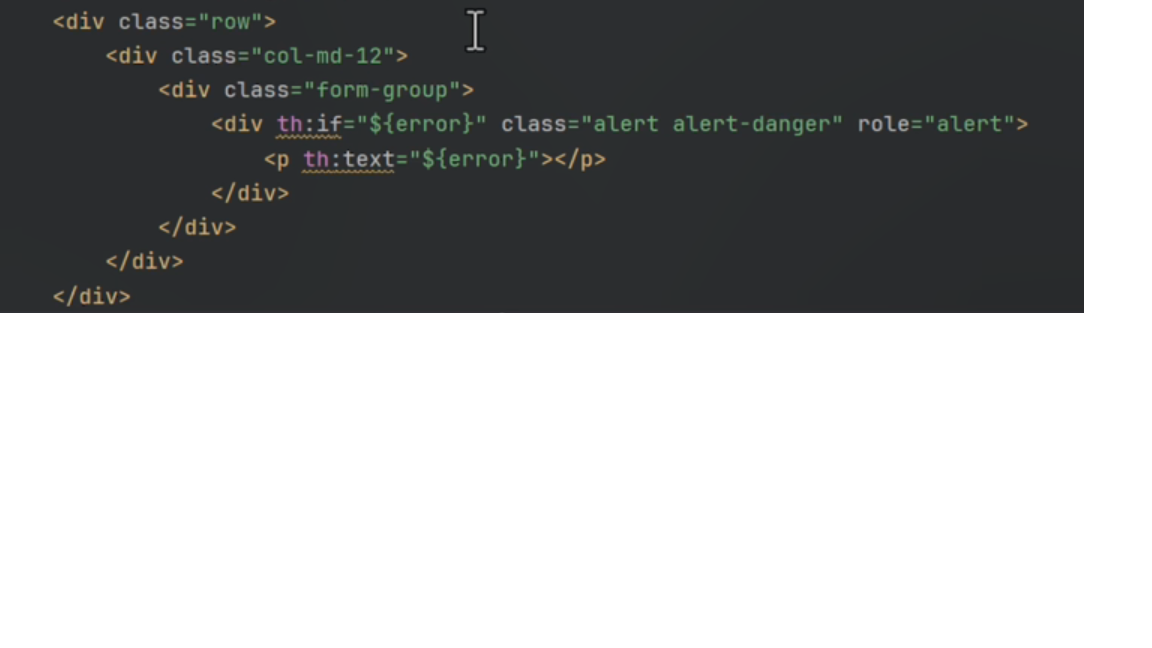 <div class="row">
<div class="col-md-12">
<div class="form-group">
<div th:if="${error}" class="alert alert-danger" role="alert">
<p th:text="${error}"></p>
</div>
</div>
</div>
</div>